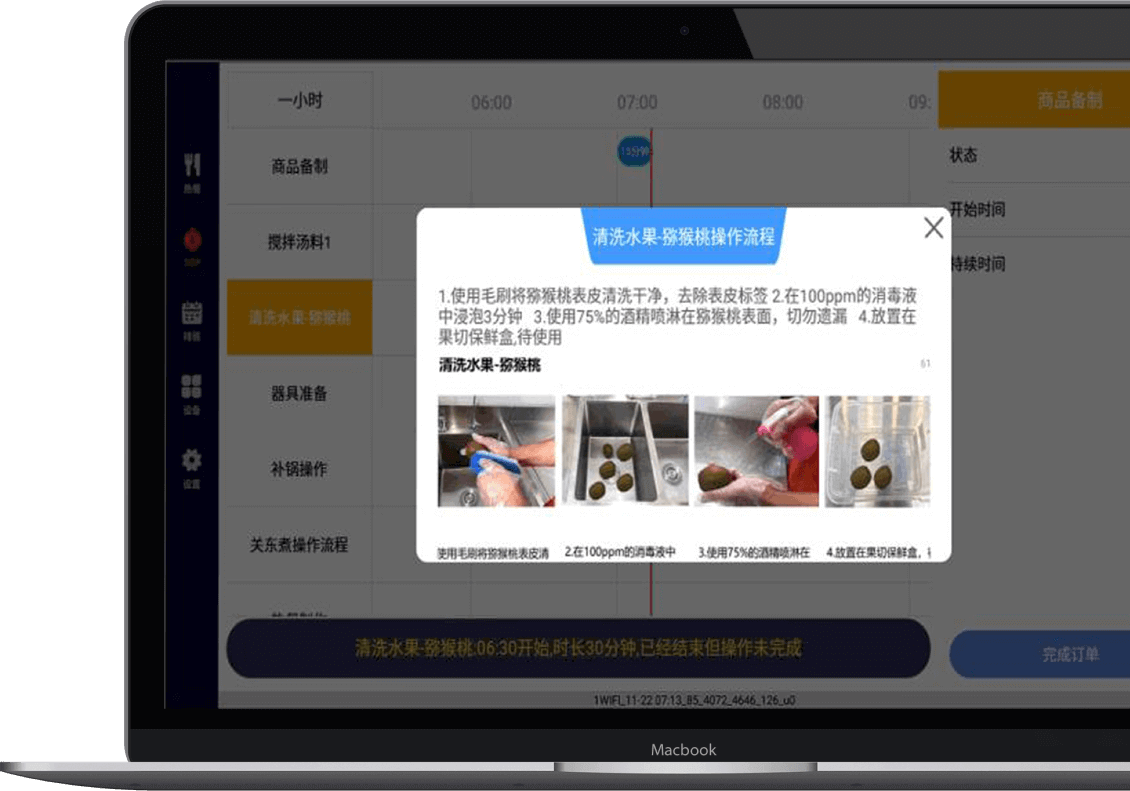 一小时
06:00
07:00
08:00
09:
商品备制
商品备制
15分钟
状态
搅拌汤料1
开始时间
持续时间
清洗水果-猕猴桃
器具准备
补锅操作
设置
关东煮操作流程
清洗水果-猕猴桃操作流程
1.使用毛刷将猕猴桃表皮清洗干净，去除表皮标签 2.在100ppm的消毒液
中浸泡3分钟 3.使用75%的酒精喷淋在猕猴桃表面，切勿遗漏 4.放置在
果切保鲜盒,待使用
清洗水果-猕猴桃
61
使用毛刷将猕猴桃表皮清
2.在100ppm的消毒液中
3.使用75%的酒精喷淋在
4.放置在果切保鲜盒，
清洗水果-猕猴桃:06:30开始,时长30分钟,已经结束但操作未完成
完成订单
1WIFI_11-22 07:13_85_4072_4646_126_u0
Macbook